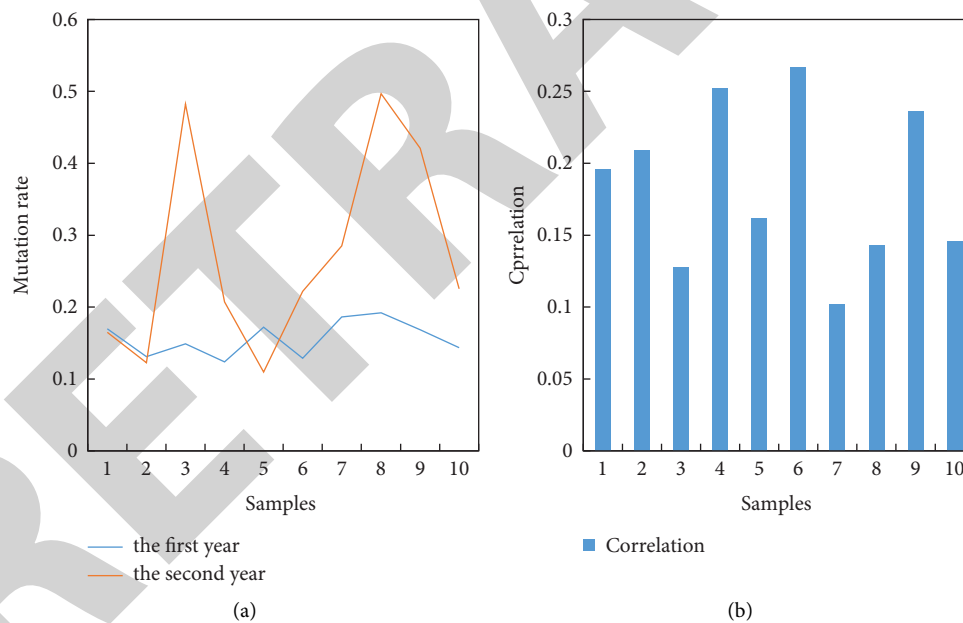 0.6
0.5
0.4
0.3
0.2
0.1
0
Mutation rate
1 2 3 4 5 6 7 8 9 10
Samples
the first year
the second year
(a)
0.3
0.25
0.2
0.15
0.1
0.05
0
Cprrelation
1 2 3 4 5 6 7 8 9 10
Samples
Correlation
(b)
RETRA